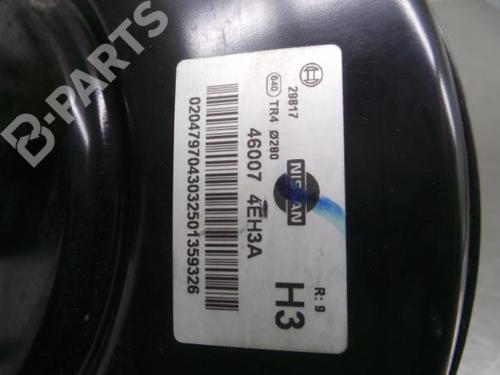 B-PARTS
29817
640 TR4 Ø280
NISSAN
46007 4EH3A
0204797043032501359326
R: 9
H3